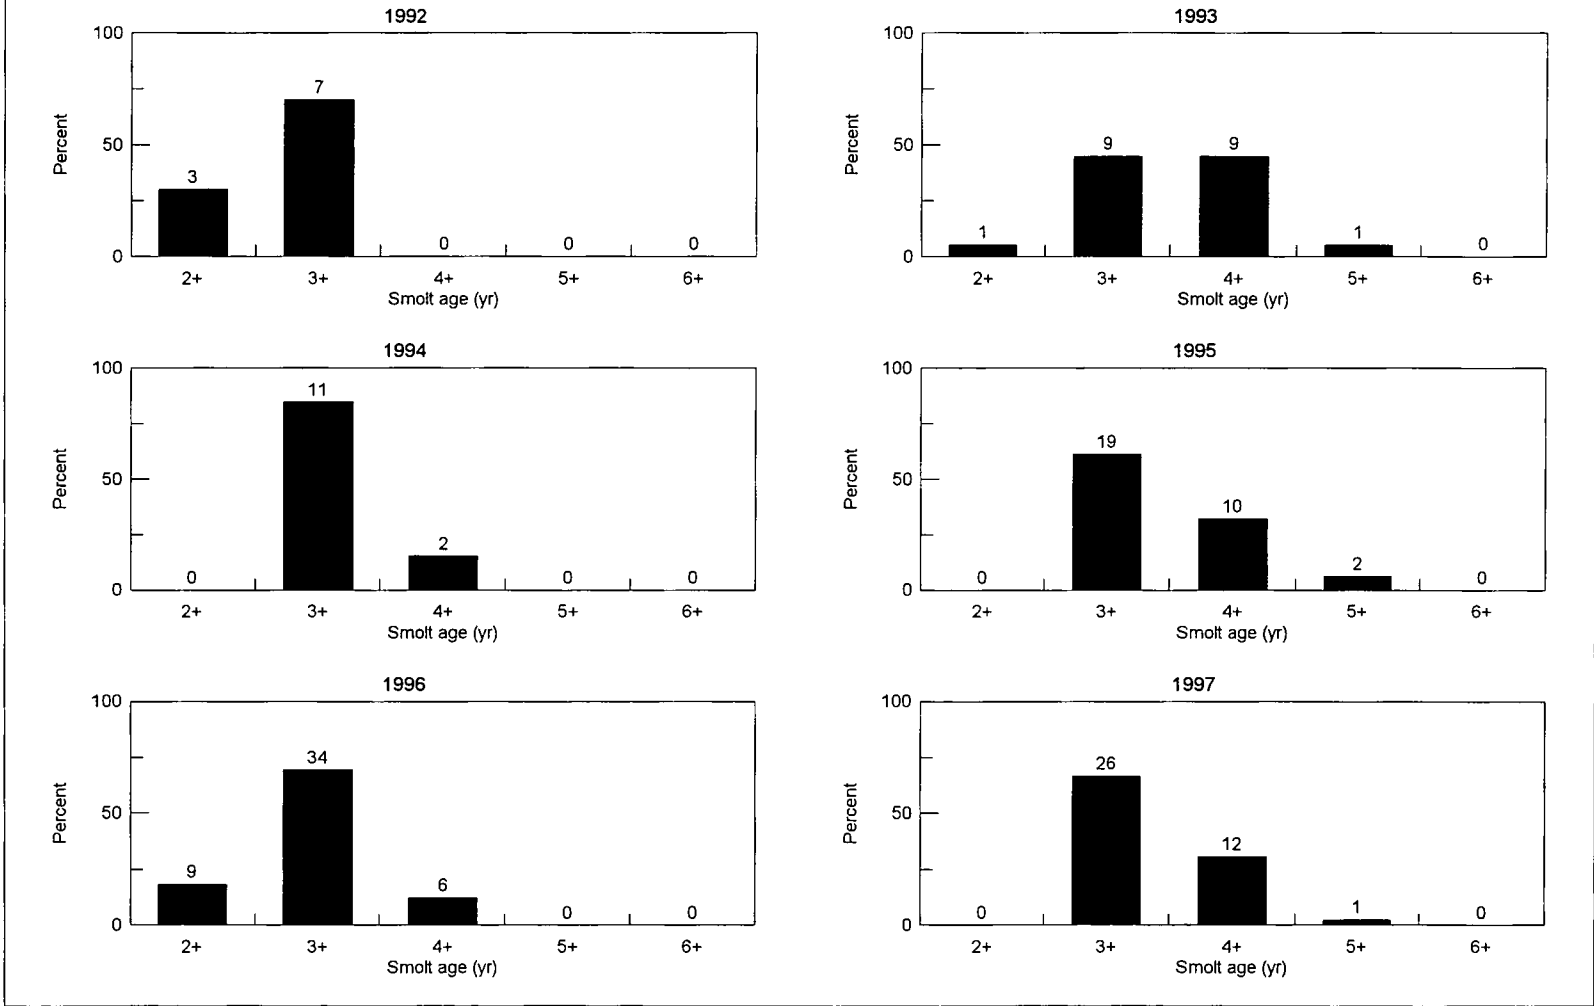 1992
100
7
Percent
50
3
0
0
0
0
2+ 3+ 4+ 5+ 6+
Smolt age (yr)
1993
100
Percent
50
9 9
1
1
0
0
2+ 3+ 4+ 5+ 6+
Smolt age (yr)
1994
100
11
Percent
50
2
0
0
0
0
2+ 3+ 4+ 5+ 6+
Smolt age (yr)
1995
100
19
Percent
50
10
2
0
0
0
2+ 3+ 4+ 5+ 6+
Smolt age (yr)
1996
100
34
Percent
50
9
6
0
0
0
2+ 3+ 4+ 5+ 6+
Smolt age (yr)
1997
100
26
Percent
50
12
1
0
0
0
2+ 3+ 4+ 5+ 6+
Smolt age (yr)